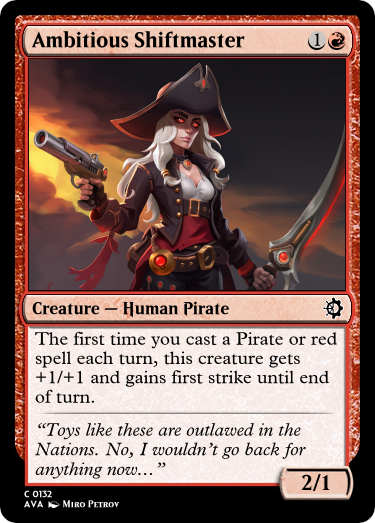 Ambitious Shiftmaster 1
Creature — Human Pirate
The first time you cast a Pirate or red
spell each turn, this creature gets
+1/+1 and gains first strike until end
of turn.
“Toys like these are outlawed in the
Nations. No, I wouldn’t go back for
anything now…”
2/1
C 0132
AVA Miro Petrov